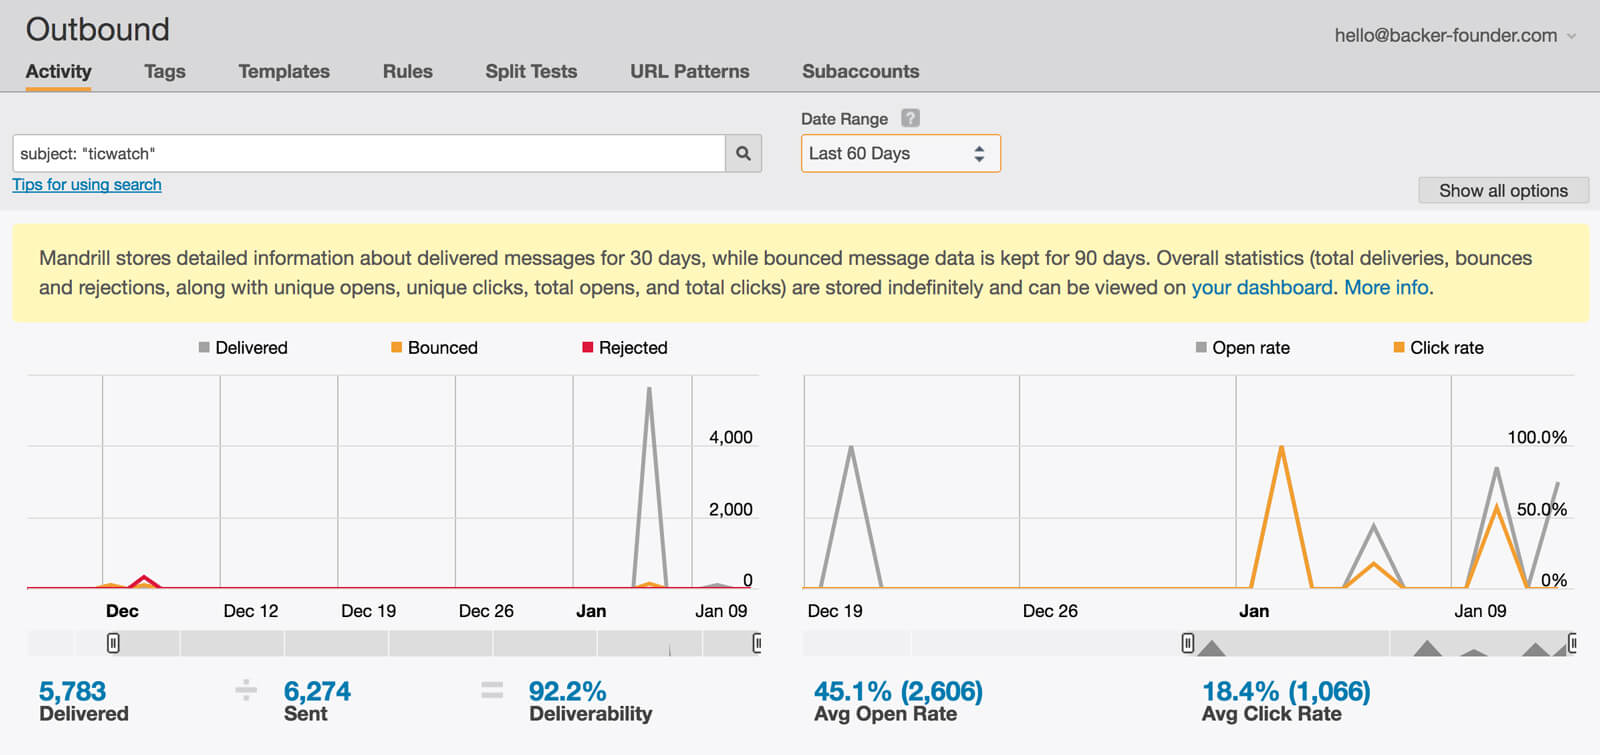 Outbound
hello@backer-founder.com
Activity Tags Templates Rules Split Tests URL Patterns Subaccounts
Date Range ?
subject: "ticwatch"
Last 60 Days
Tips for using search
Show all options
Mandrill stores detailed information about delivered messages for 30 days, while bounced message data is kept for 90 days. Overall statistics (total deliveries, bounces
and rejections, along with unique opens, unique clicks, total opens, and total clicks) are stored indefinitely and can be viewed on your dashboard. More info.
Delivered Bounced Rejected
4,000
2,000
0
Dec Dec 12 Dec 19 Dec 26 Jan Jan 09
5,783 ÷ 6,274 = 92.2%
Delivered Sent Deliverability
Open rate Click rate
100.0%
50.0%
0%
Dec 19 Dec 26 Jan Jan 09
45.1% (2,606) 18.4% (1,066)
Avg Open Rate Avg Click Rate